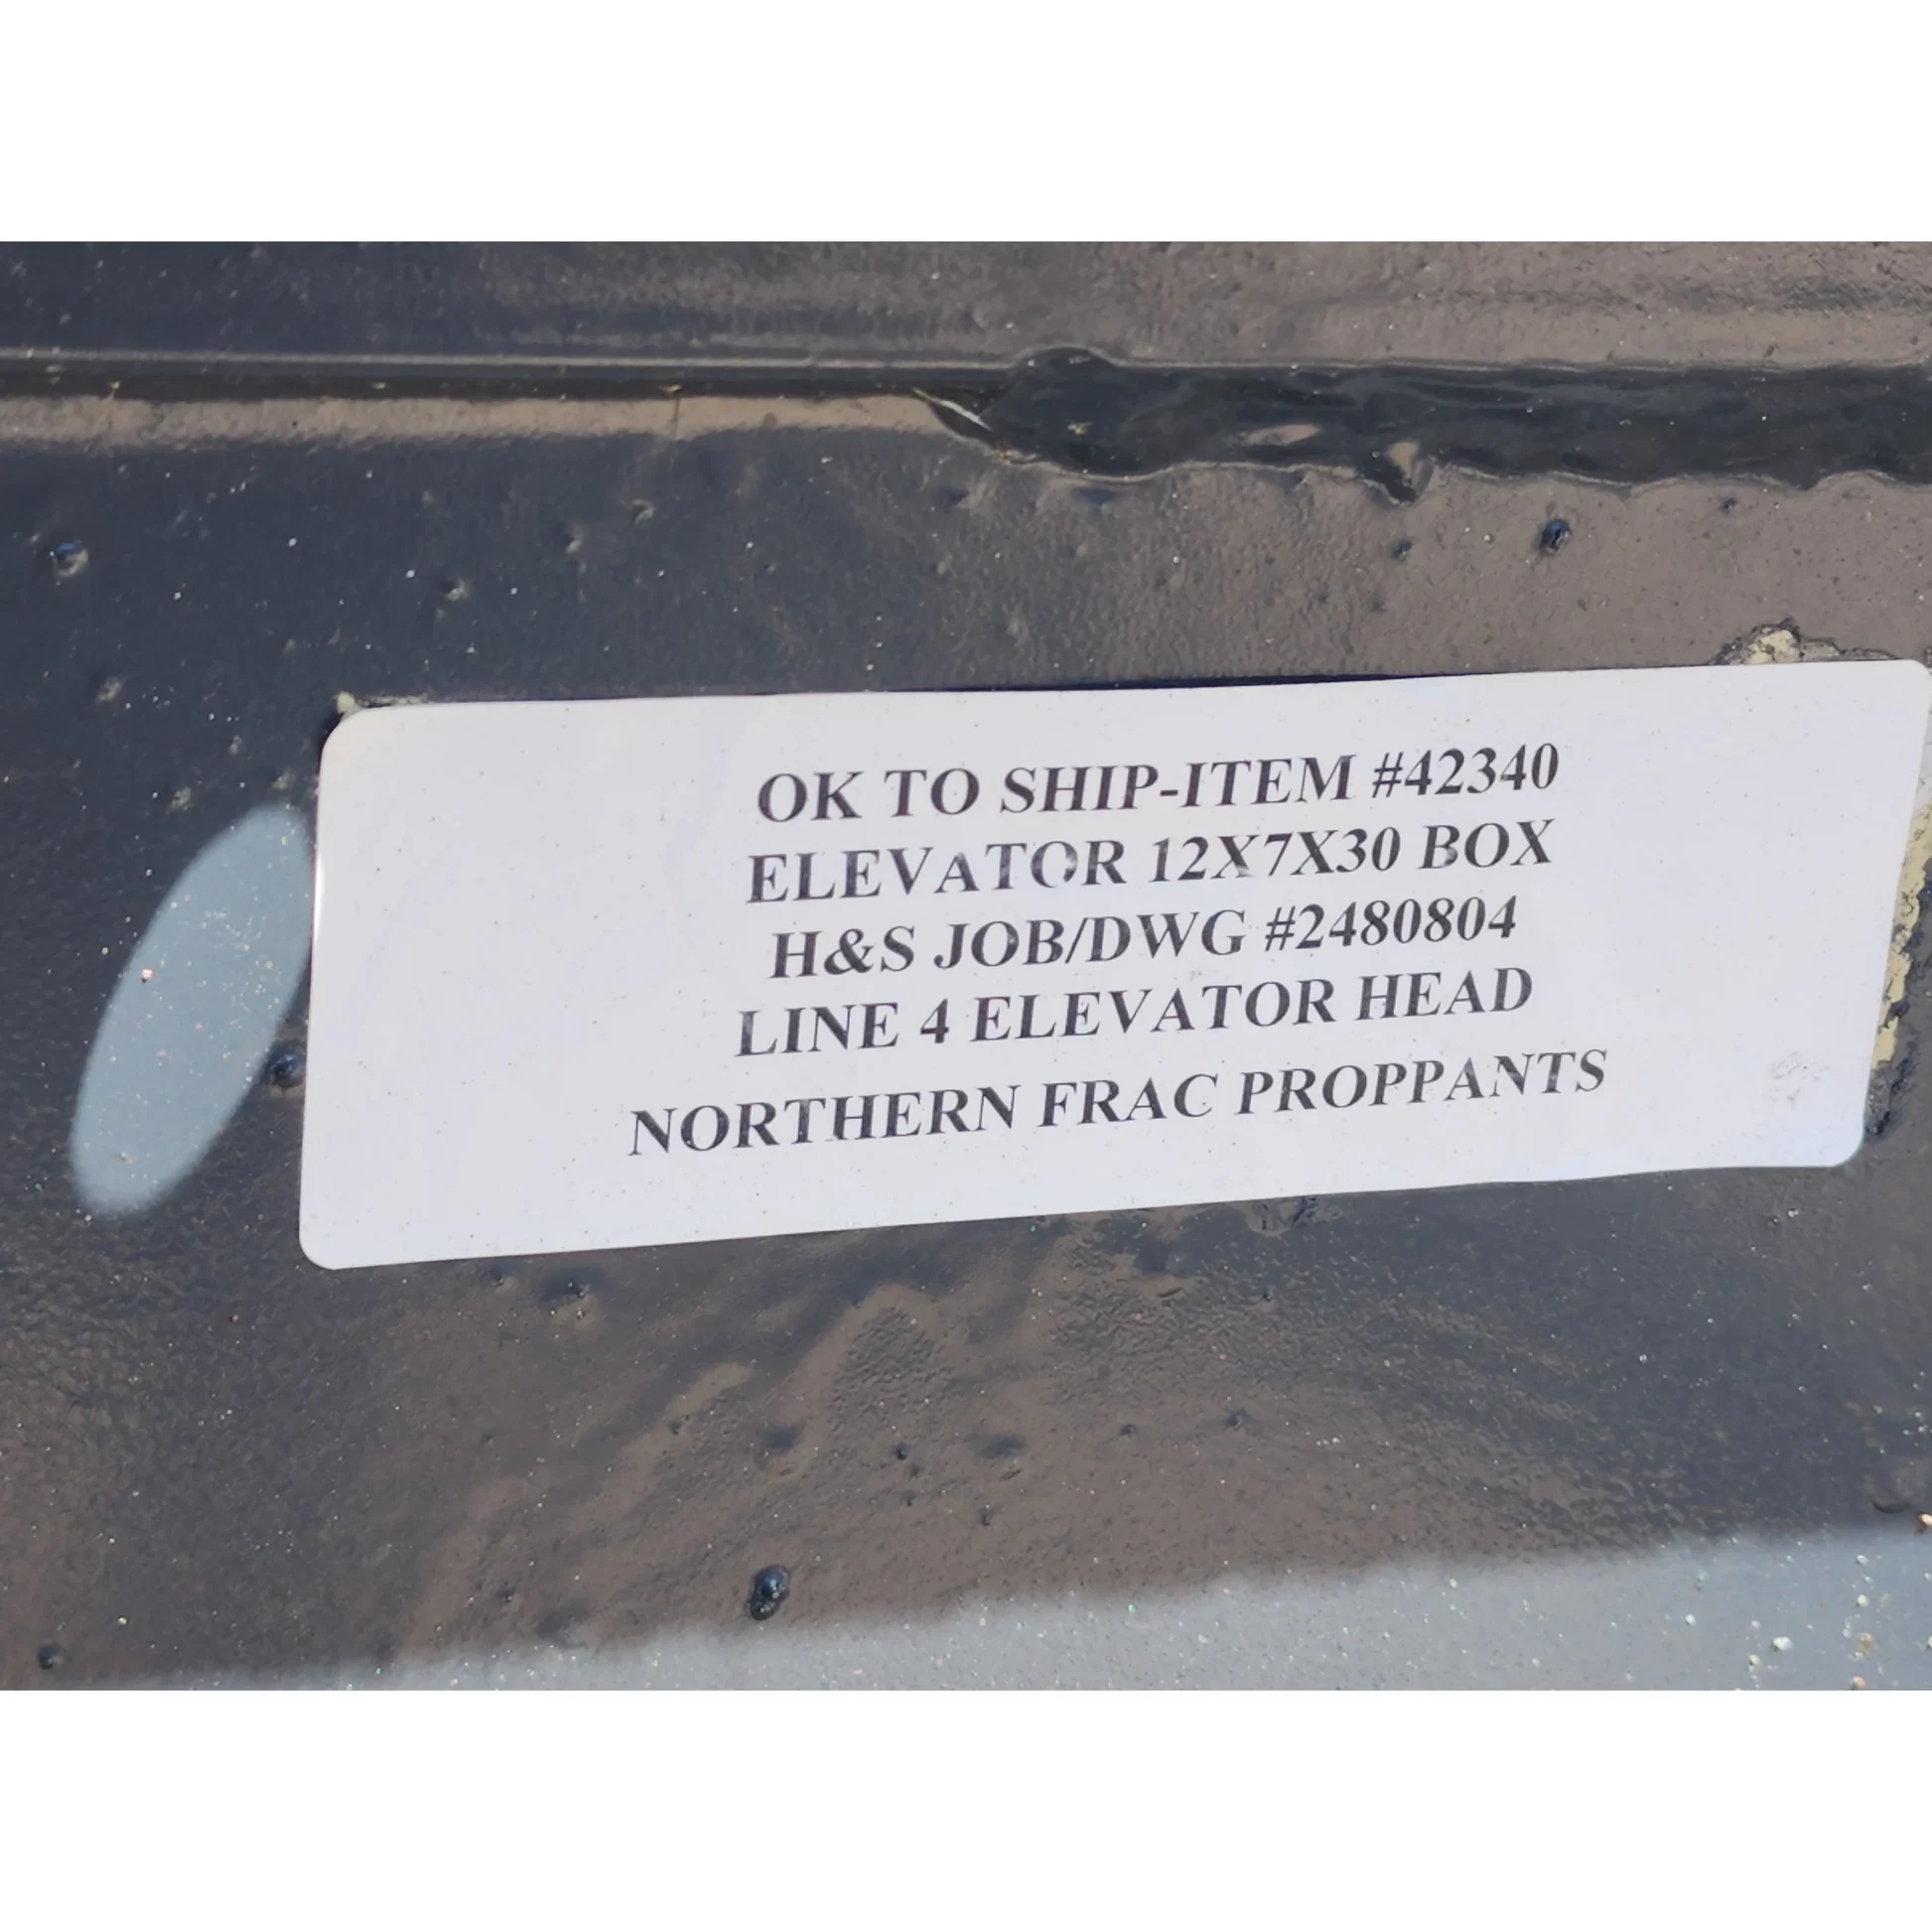 OK TO SHIP-ITEM #42340
ELEVATOR 12X7X30 BOX
H&S JOB/DWG #2480804
LINE 4 ELEVATOR HEAD
NORTHERN FRAC PROPPANTS